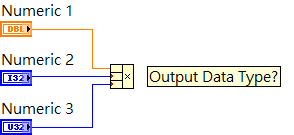 Numeric 1
DBL
Numeric 2
I32
Output Data Type?
Numeric 3
U32